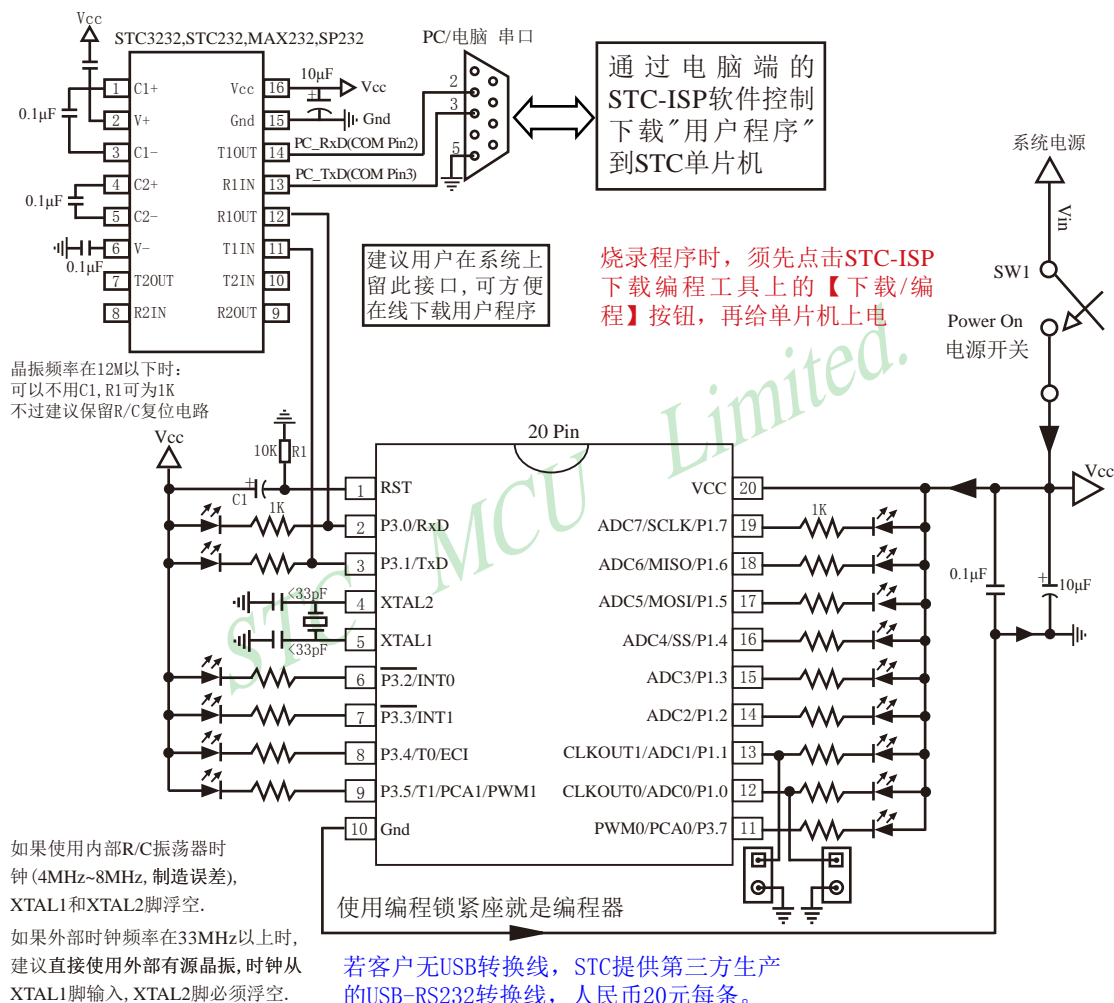 Vcc
STC3232,STC232,MAX232,SP232
PC/电脑 串口
1 C1+ Vcc 16
2 V+ Gnd 15
3 C1- T1OUT 14
4 C2+ R1IN 13
5 C2- R1OUT 12
6 V- T1IN 11
7 T2OUT T2IN 10
8 R2IN R2OUT 9
0.1μF
0.1μF
0.1μF
10μF
Vcc
Gnd
PC_RxD(COM Pin2)
PC_TxD(COM Pin3)
2
3
5
通过电脑端的
STC-ISP软件控制
下载"用户程序"
到STC单片机
建议用户在系统上
留此接口,可方便
在线下载用户程序
烧录程序时，须先点击STC-ISP
下载编程工具上的【下载/编
程】按钮，再给单片机上电
系统电源
Vin
SW1
Power On
电源开关
晶振频率在12M以下时:
可以不用C1,R1可为1K
不过建议保留R/C复位电路
Vcc
10K R1
C1
1K
<33pF
<33pF
20 Pin
1 RST VCC 20
2 P3.0/RxD ADC7/SCLK/P1.7 19
3 P3.1/TxD ADC6/MISO/P1.6 18
4 XTAL2 ADC5/MOSI/P1.5 17
5 XTAL1 ADC4/SS/P1.4 16
6 P3.2/INT0 ADC3/P1.3 15
7 P3.3/INT1 ADC2/P1.2 14
8 P3.4/T0/ECI CLKOUT1/ADC1/P1.1 13
9 P3.5/T1/PCA1/PWM1 CLKOUT0/ADC0/P1.0 12
10 Gnd PWM0/PCA0/P3.7 11
1K
Vcc
0.1μF
10μF
STC MCU Limited.
如果使用内部R/C振荡器时
钟(4MHz~8MHz,制造误差),
XTAL1和XTAL2脚浮空.
如果外部时钟频率在33MHz以上时,
建议直接使用外部有源晶振,时钟从
XTAL1脚输入,XTAL2脚必须浮空.
使用编程锁紧座就是编程器
若客户无USB转换线，STC提供第三方生产
的USB-RS232转换线，人民币20元每条。